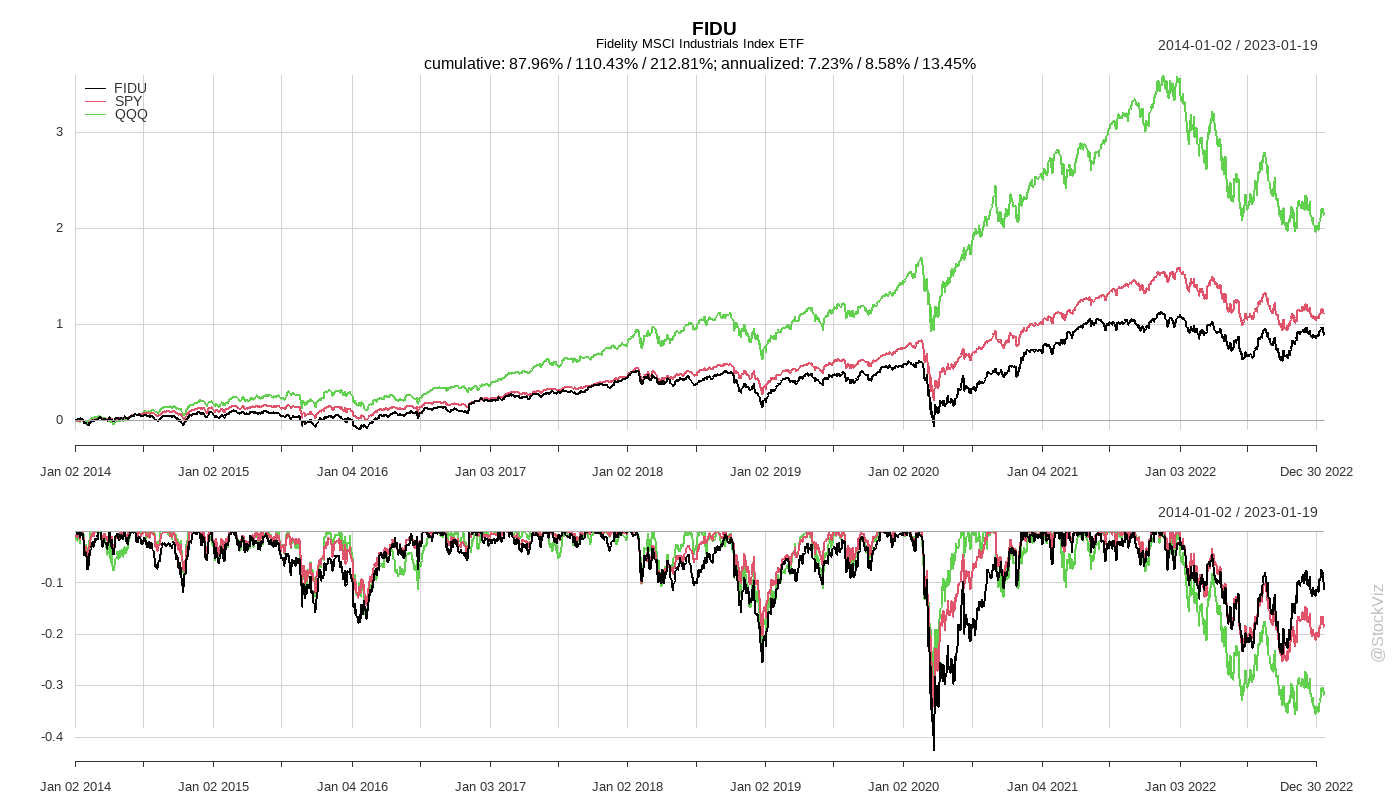 FIDU
Fidelity MSCI Industrials Index ETF
2014-01-02 / 2023-01-19
cumulative: 87.96% / 110.43% / 212.81%; annualized: 7.23% / 8.58% / 13.45%
FIDU
SPY
QQQ
3
2
1
0
Jan 02 2014 Jan 02 2015 Jan 04 2016 Jan 03 2017 Jan 02 2018 Jan 02 2019 Jan 02 2020 Jan 04 2021 Jan 03 2022 Dec 30 2022
2014-01-02 / 2023-01-19
-0.1
-0.2
-0.3
-0.4
Jan 02 2014 Jan 02 2015 Jan 04 2016 Jan 03 2017 Jan 02 2018 Jan 02 2019 Jan 02 2020 Jan 04 2021 Jan 03 2022 Dec 30 2022
@StockViz